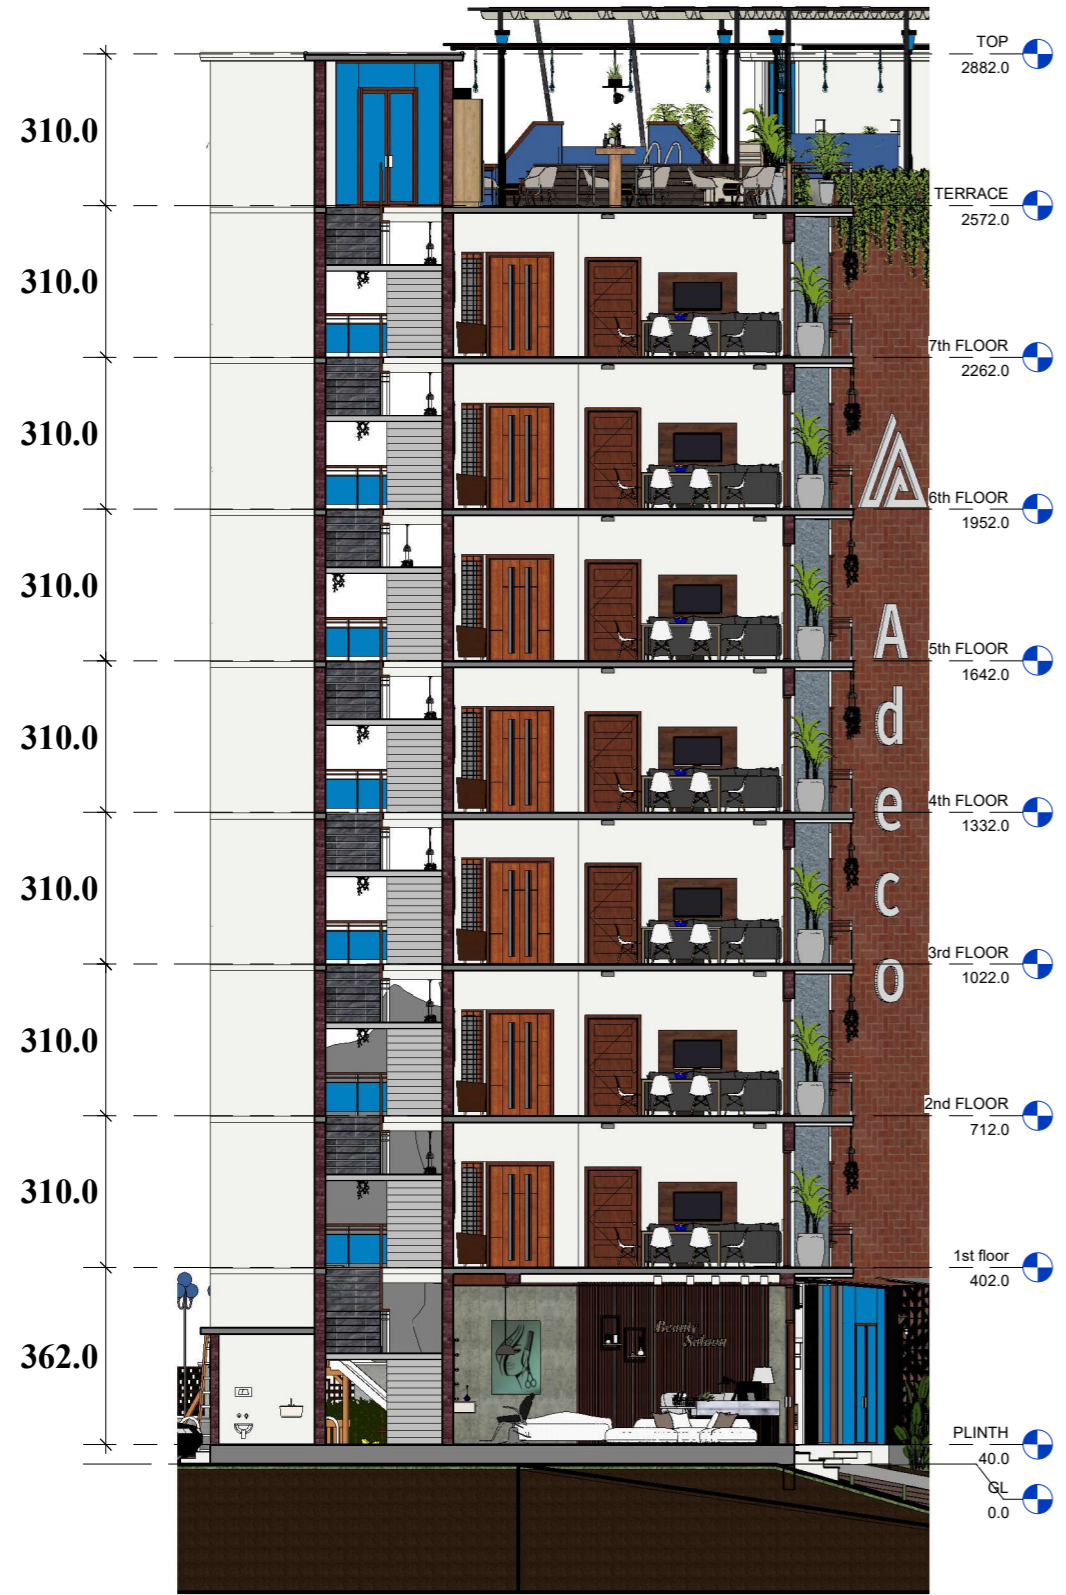 TOP
2882.0
310.0
TERRACE
2572.0
310.0
7th FLOOR
2262.0
310.0
6th FLOOR
1952.0
310.0
5th FLOOR
1642.0
310.0
4th FLOOR
1332.0
310.0
3rd FLOOR
1022.0
310.0
2nd FLOOR
712.0
310.0
1st floor
402.0
362.0
PLINTH
40.0
GL
0.0
A
d
e
c
o
Beauty
Saloon